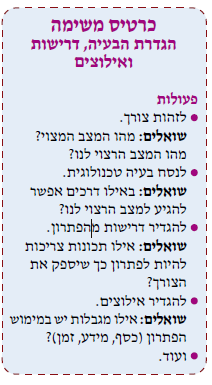 כרטיס משימה
הגדרת הבעיה, דרישות
ואילוצים
פעולות
• לזהות צורך.
שואלים: מהו המצב המצוי?
מהו המצב הרצוי לנו?
• לנסח בעיה טכנולוגית.
שואלים: באילו דרכים אפשר
להגיע למצב הרצוי לנו?
• להגדיר דרישות מהפתרון.
שואלים: אילו תכונות צריכות
להיות לפתרון כך שיספק את
הצורך?
• להגדיר אילוצים.
שואלים: אילו מגבלות יש במימוש
הפתרון (כסף, מידע, זמן)?
• ועוד.